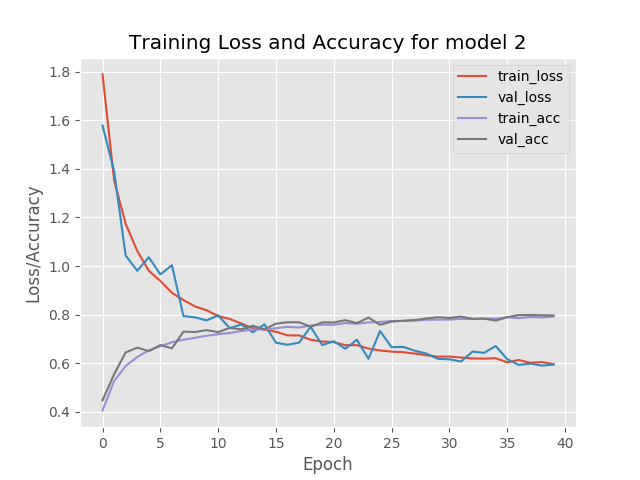 Training Loss and Accuracy for model 2
train_loss
val_loss
train_acc
val_acc
1.8
1.6
1.4
1.2
1.0
0.8
0.6
0.4
Loss/Accuracy
0 5 10 15 20 25 30 35 40
Epoch